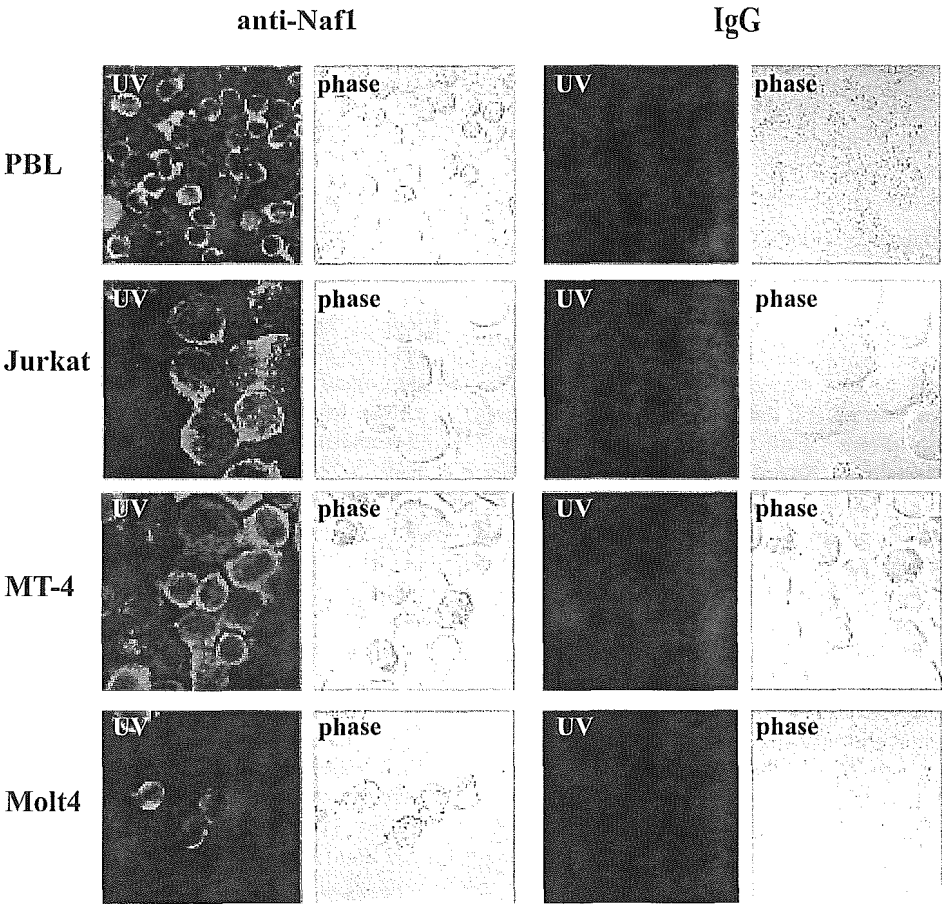 anti-Naf1 IgG
PBL UV phase UV phase
Jurkat UV phase UV phase
MT-4 UV phase UV phase
Molt4 UV phase UV phase